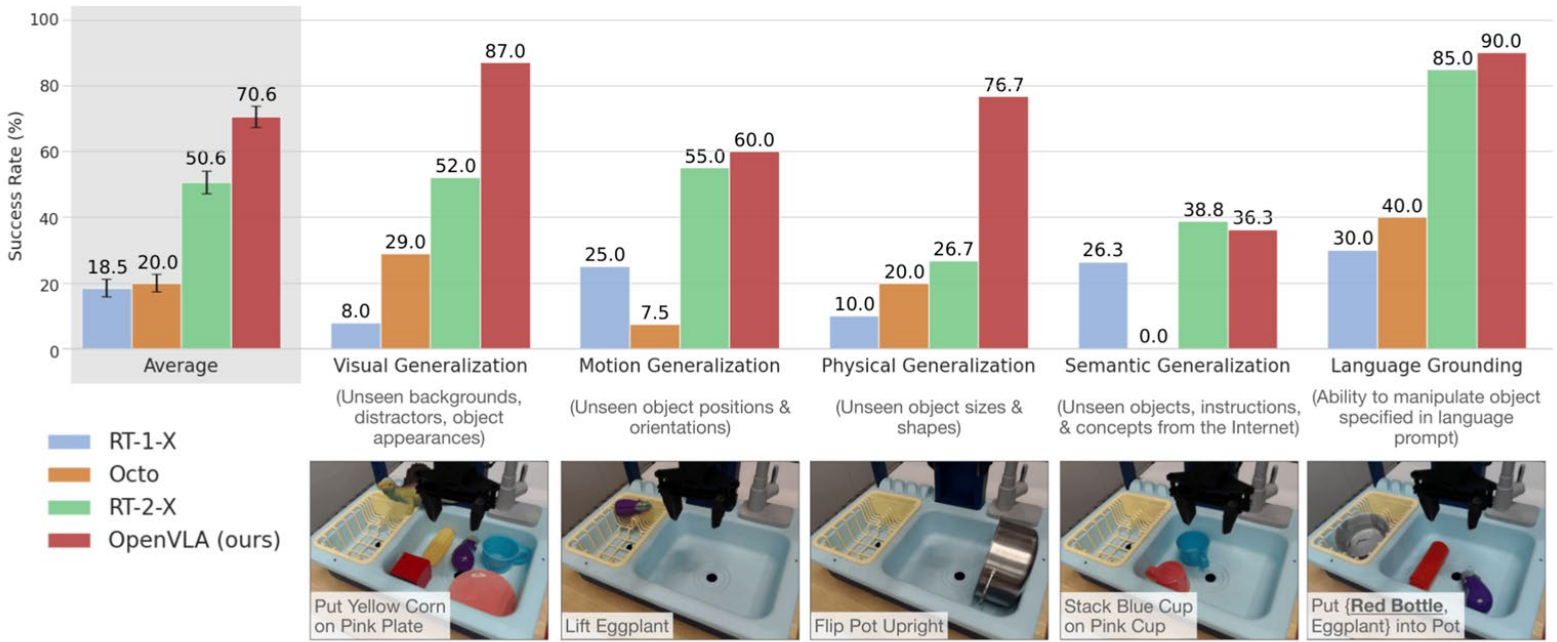 Success Rate (%)
100
80
60
40
20
0
18.5
20.0
50.6
70.6
8.0
29.0
52.0
87.0
25.0
7.5
55.0
60.0
10.0
20.0
26.7
76.7
26.3
0.0
38.8
36.3
30.0
40.0
85.0
90.0
Average
Visual Generalization
(Unseen backgrounds,
distractors, object
appearances)
Motion Generalization
(Unseen object positions &
orientations)
Physical Generalization
(Unseen object sizes &
shapes)
Semantic Generalization
(Unseen objects, instructions,
& concepts from the Internet)
Language Grounding
(Ability to manipulate object
specified in language
prompt)
RT-1-X
Octo
RT-2-X
OpenVLA (ours)
Put Yellow Corn
on Pink Plate
Lift Eggplant
Flip Pot Upright
Stack Blue Cup
on Pink Cup
Put {Red Bottle,
Eggplant} into Pot